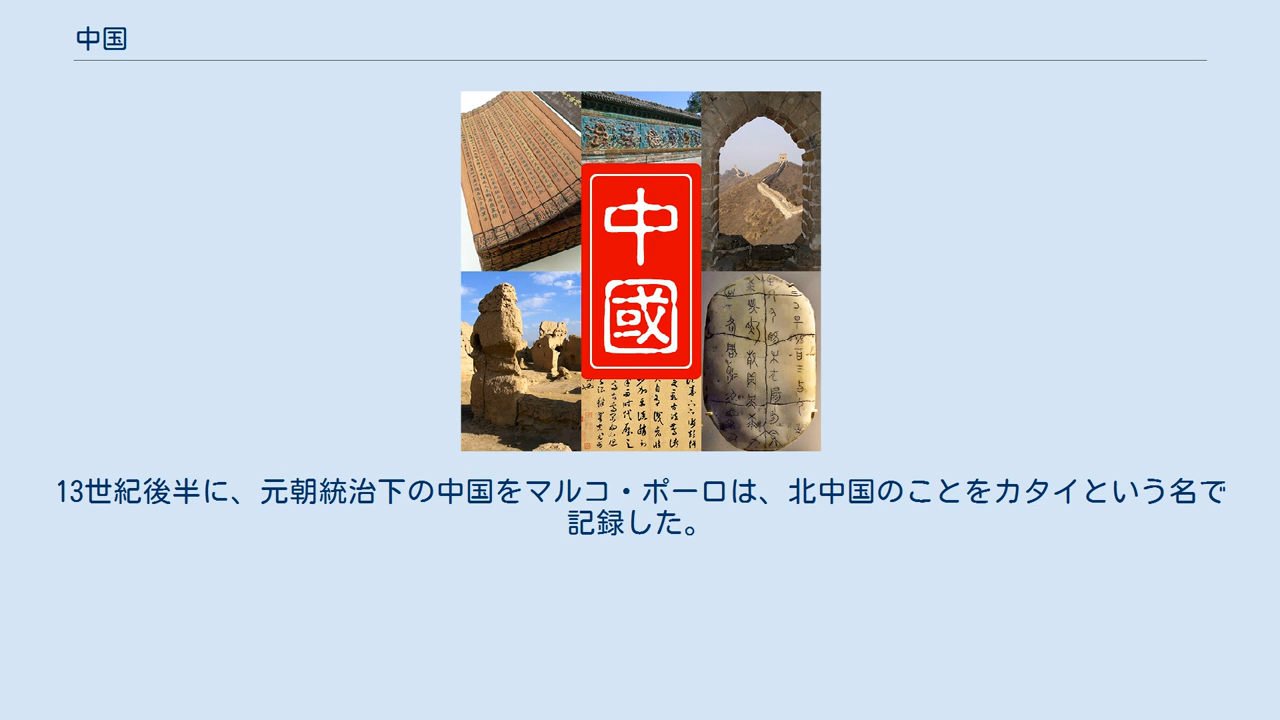 中国
中
國
13世紀後半に、元朝統治下の中国をマルコ・ポーロは、北中国のことをカタイという名で
記録した。